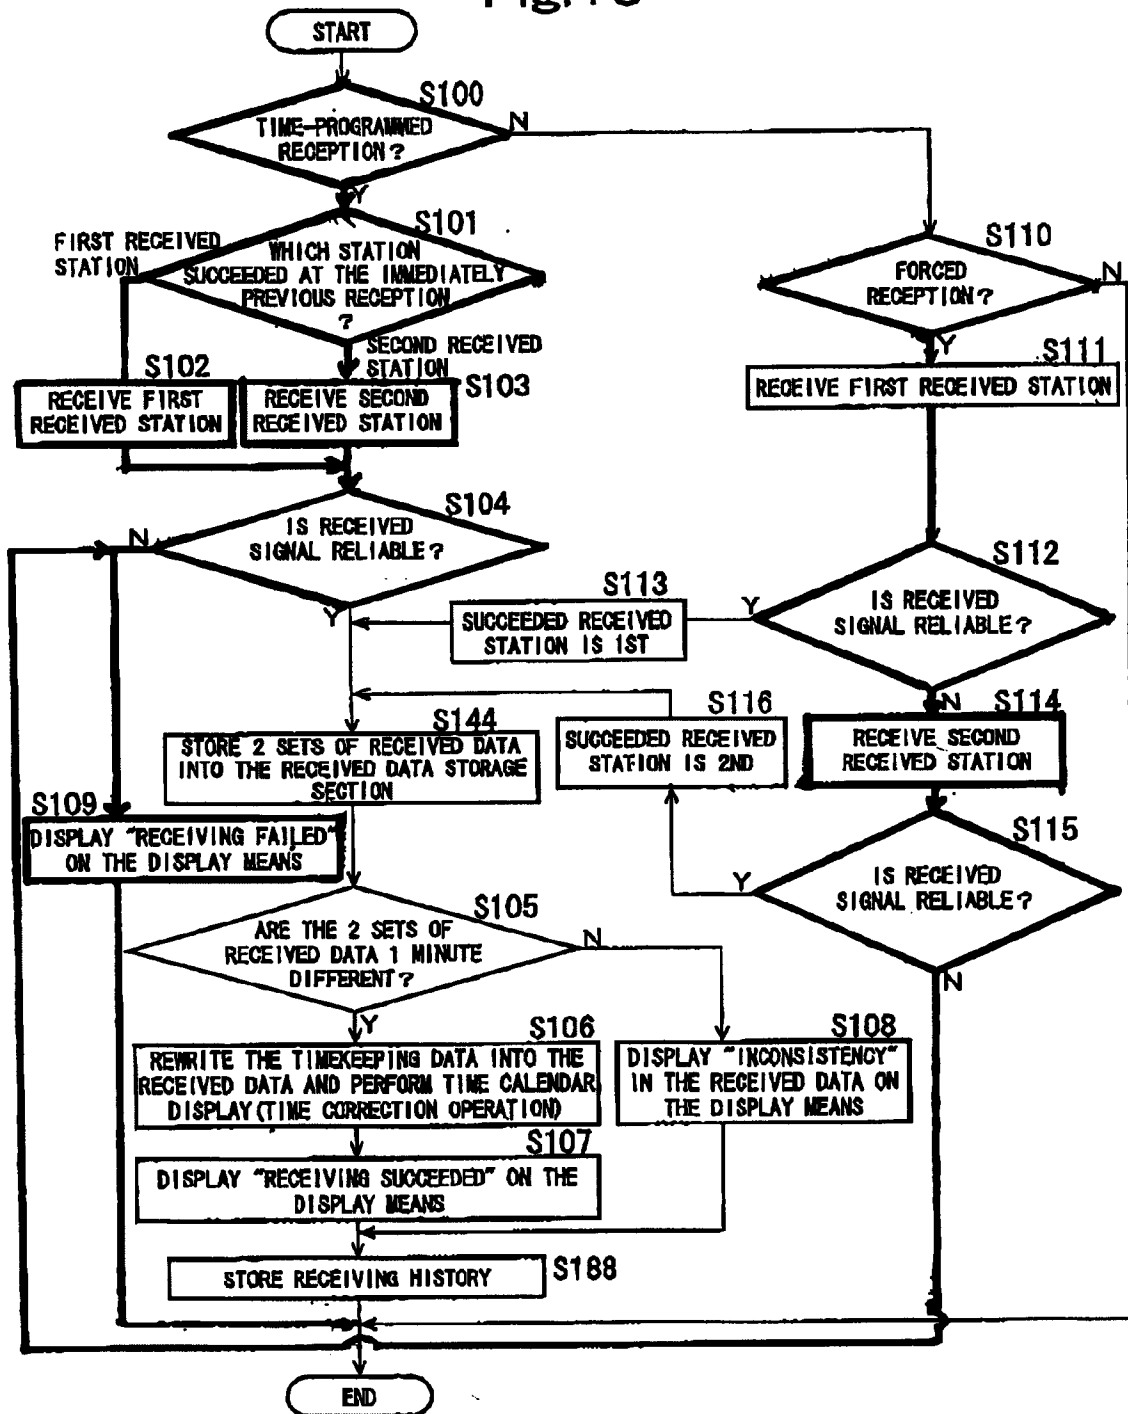 START
S100
TIME-PROGRAMMED
RECEPTION?
N
Y
S101
FIRST RECEIVED
STATION
WHICH STATION
SUCCEEDED AT THE IMMEDIATELY
PREVIOUS RECEPTION
?
SECOND RECEIVED
STATION
S102
RECEIVE FIRST
RECEIVED STATION
S103
RECEIVE SECOND
RECEIVED STATION
S110
FORCED
RECEPTION?
N
Y
S111
RECEIVE FIRST RECEIVED STATION
S104
IS RECEIVED
SIGNAL RELIABLE?
N
Y
S112
IS RECEIVED
SIGNAL RELIABLE?
Y
N
S113
SUCCEEDED RECEIVED
STATION IS 1ST
S114
RECEIVE SECOND
RECEIVED STATION
S116
SUCCEEDED RECEIVED
STATION IS 2ND
S144
STORE 2 SETS OF RECEIVED DATA
INTO THE RECEIVED DATA STORAGE
SECTION
S109
DISPLAY "RECEIVING FAILED"
ON THE DISPLAY MEANS
S115
IS RECEIVED
SIGNAL RELIABLE?
Y
N
S105
ARE THE 2 SETS OF
RECEIVED DATA 1 MINUTE
DIFFERENT?
N
Y
S106
REWRITE THE TIMEKEEPING DATA INTO THE
RECEIVED DATA AND PERFORM TIME CALENDAR
DISPLAY(TIME CORRECTION OPERATION)
S108
DISPLAY "INCONSISTENCY"
IN THE RECEIVED DATA ON
THE DISPLAY MEANS
S107
DISPLAY "RECEIVING SUCCEEDED" ON THE
DISPLAY MEANS
STORE RECEIVING HISTORY
S188
END